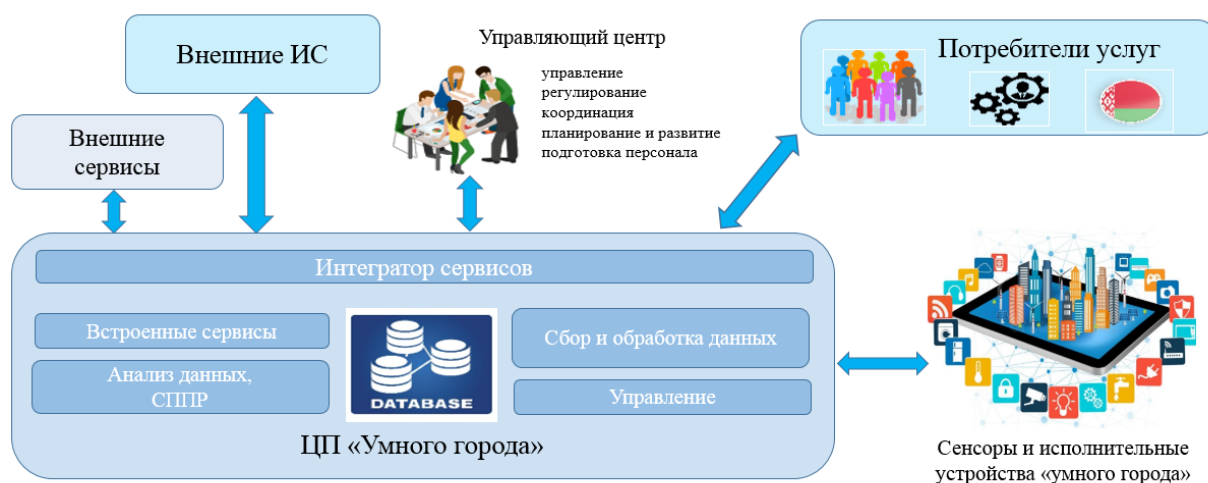 Внешние ИС
Управляющий центр
управление
регулирование
координация
планирование и развитие
подготовка персонала
Потребители услуг
Внешние
сервисы
Интегратор сервисов
Встроенные сервисы
Анализ данных,
СППР
DATABASE
Сбор и обработка данных
Управление
ЦП «Умного города»
Сенсоры и исполнительные
устройства «умного города»